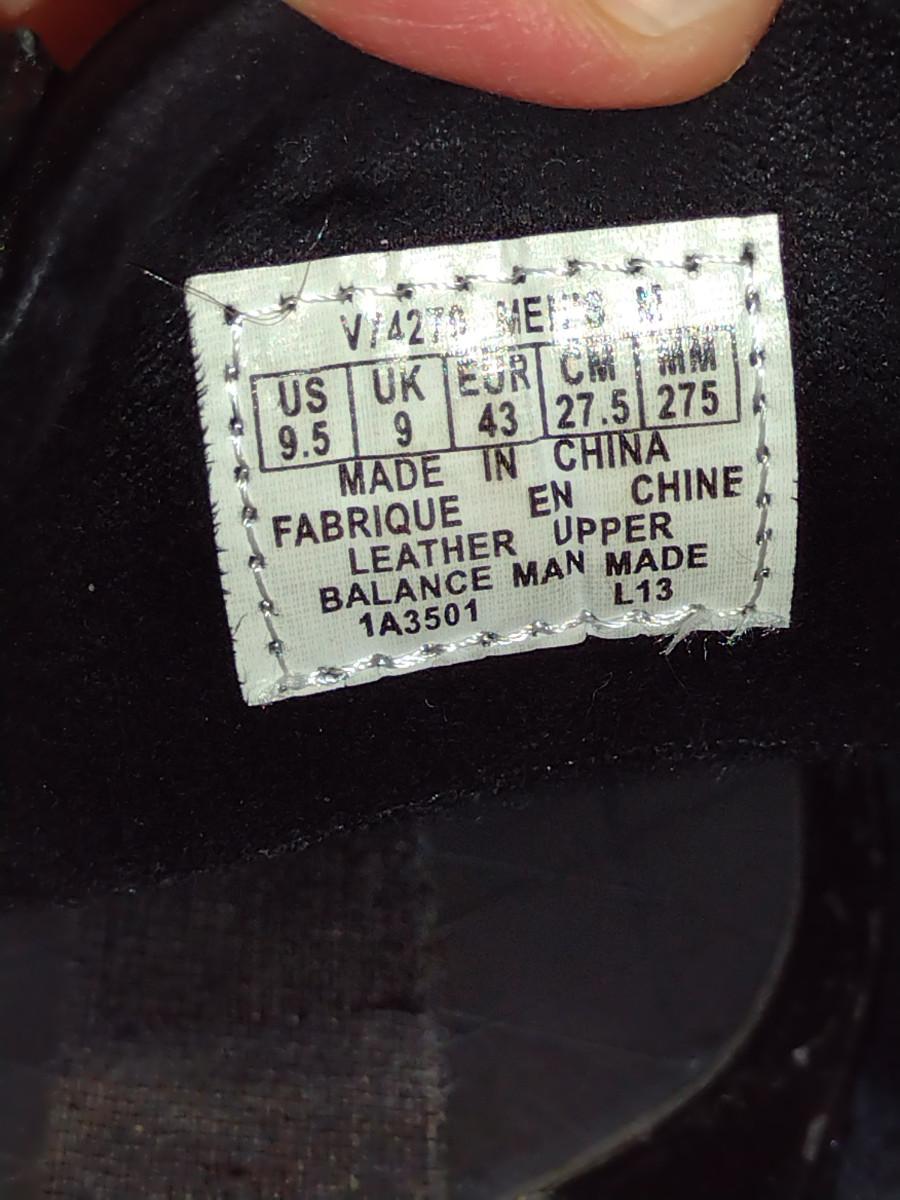 MEN'S M
US UK EUR CM MM
9.5 9 43 27.5 275
MADE IN CHINA
FABRIQUE EN CHINE
LEATHER UPPER
BALANCE MAN MADE
1A3501 L13